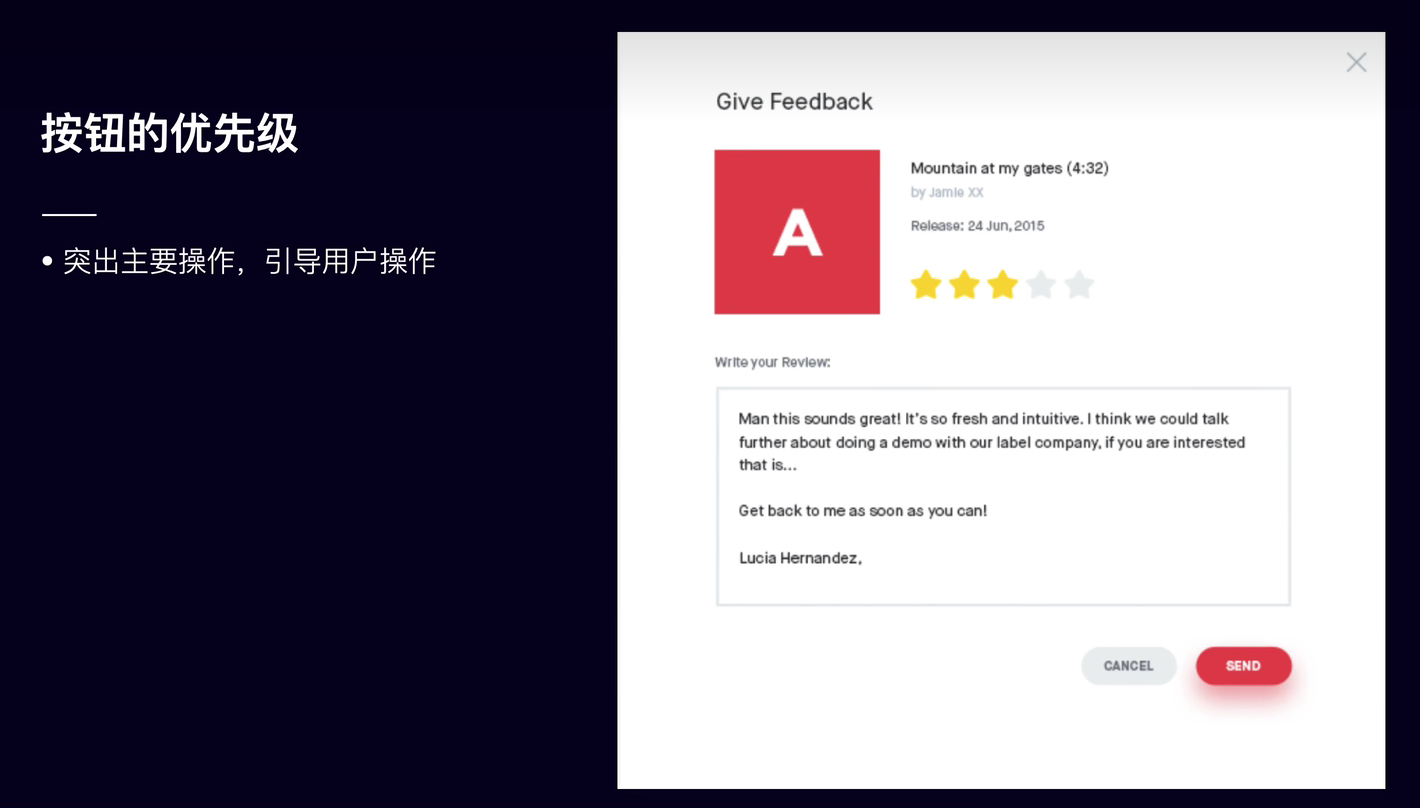 按钮的优先级
• 突出主要操作，引导用户操作
Give Feedback
A
Mountain at my gates (4:32)
by Jamie XX
Release: 24 Jun, 2015
Write your Review:
Man this sounds great! It's so fresh and intuitive. I think we could talk
further about doing a demo with our label company, if you are interested
that is...
Get back to me as soon as you can!
Lucia Hernandez,
CANCEL
SEND